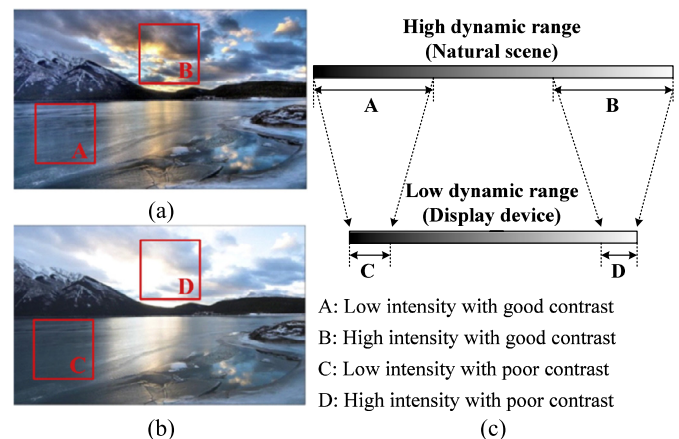 A
B
(a)
C
D
(b)
High dynamic range
(Natural scene)
A
B
Low dynamic range
(Display device)
C
D
A: Low intensity with good contrast
B: High intensity with good contrast
C: Low intensity with poor contrast
D: High intensity with poor contrast
(c)